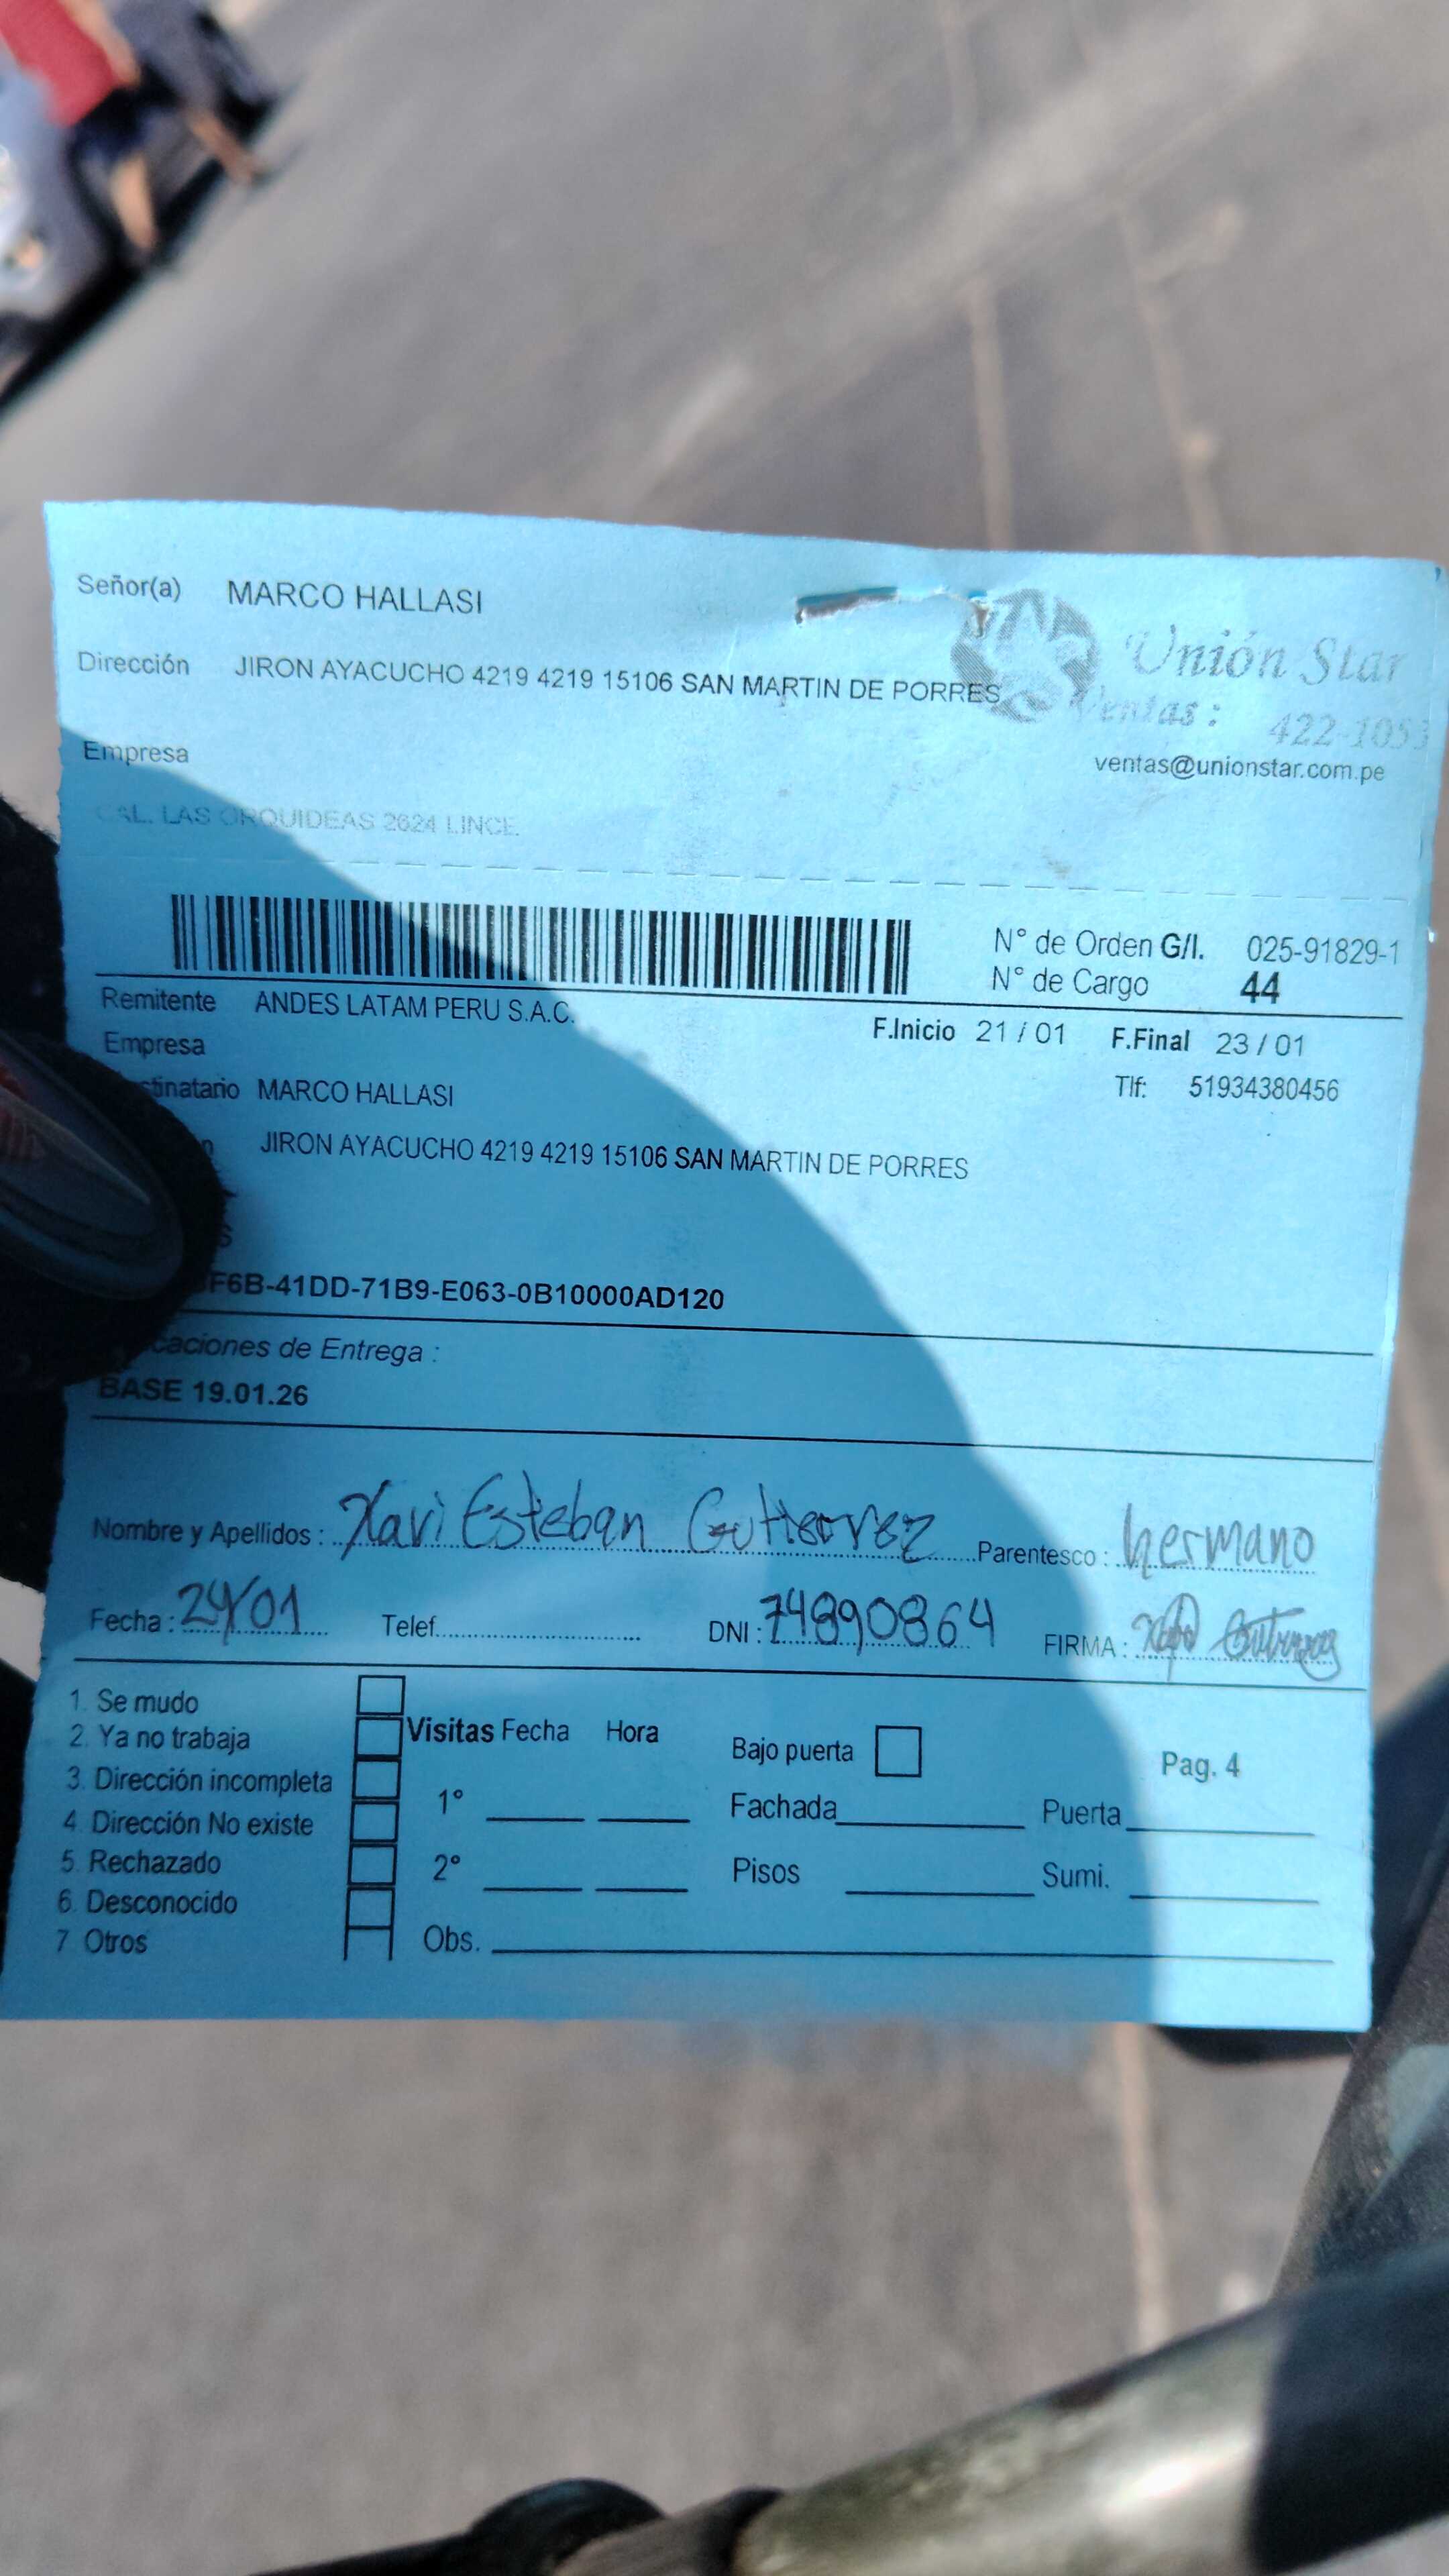 Señor(a) MARCO HALLASI
Dirección JIRON AYACUCHO 4219 4219 15106 SAN MARTIN DE PORRES
Unión Star
Ventas : 422-1053
ventas@unionstar.com.pe
Empresa
CAL. LAS ORQUIDEAS 2624 LINCE
N° de Orden G/I. 025-91829-1
N° de Cargo 44
Remitente ANDES LATAM PERU S.A.C.
F.Inicio 21 / 01 F.Final 23 / 01
Empresa
Tlf: 51934380456
stinatario MARCO HALLASI
JIRON AYACUCHO 4219 4219 15106 SAN MARTIN DE PORRES
F6B-41DD-71B9-E063-0B10000AD120
caciones de Entrega :
BASE 19.01.26
Nombre y Apellidos : Xavi Esteban Gutierrez Parentesco : hermano
Fecha : 24/01 Telef. DNI : 74890864 FIRMA : Gutierrez
1. Se mudo
2. Ya no trabaja
3. Dirección incompleta
4. Dirección No existe
5. Rechazado
6. Desconocido
7 Otros
Visitas Fecha Hora
1°
2°
Obs.
Bajo puerta
Pag. 4
Fachada Puerta
Pisos Sumi.